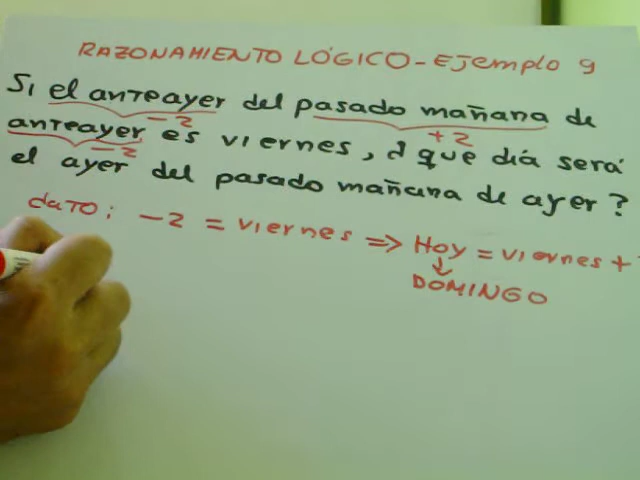 RAZONAMIENTO LÓGICO - Ejemplo 9
Si el anteayer del pasado mañana de
-2 +2
anteayer es viernes, ¿ que día será
-2
el ayer del pasado mañana de ayer?
dato: -2 = viernes => Hoy = viernes +
DOMINGO